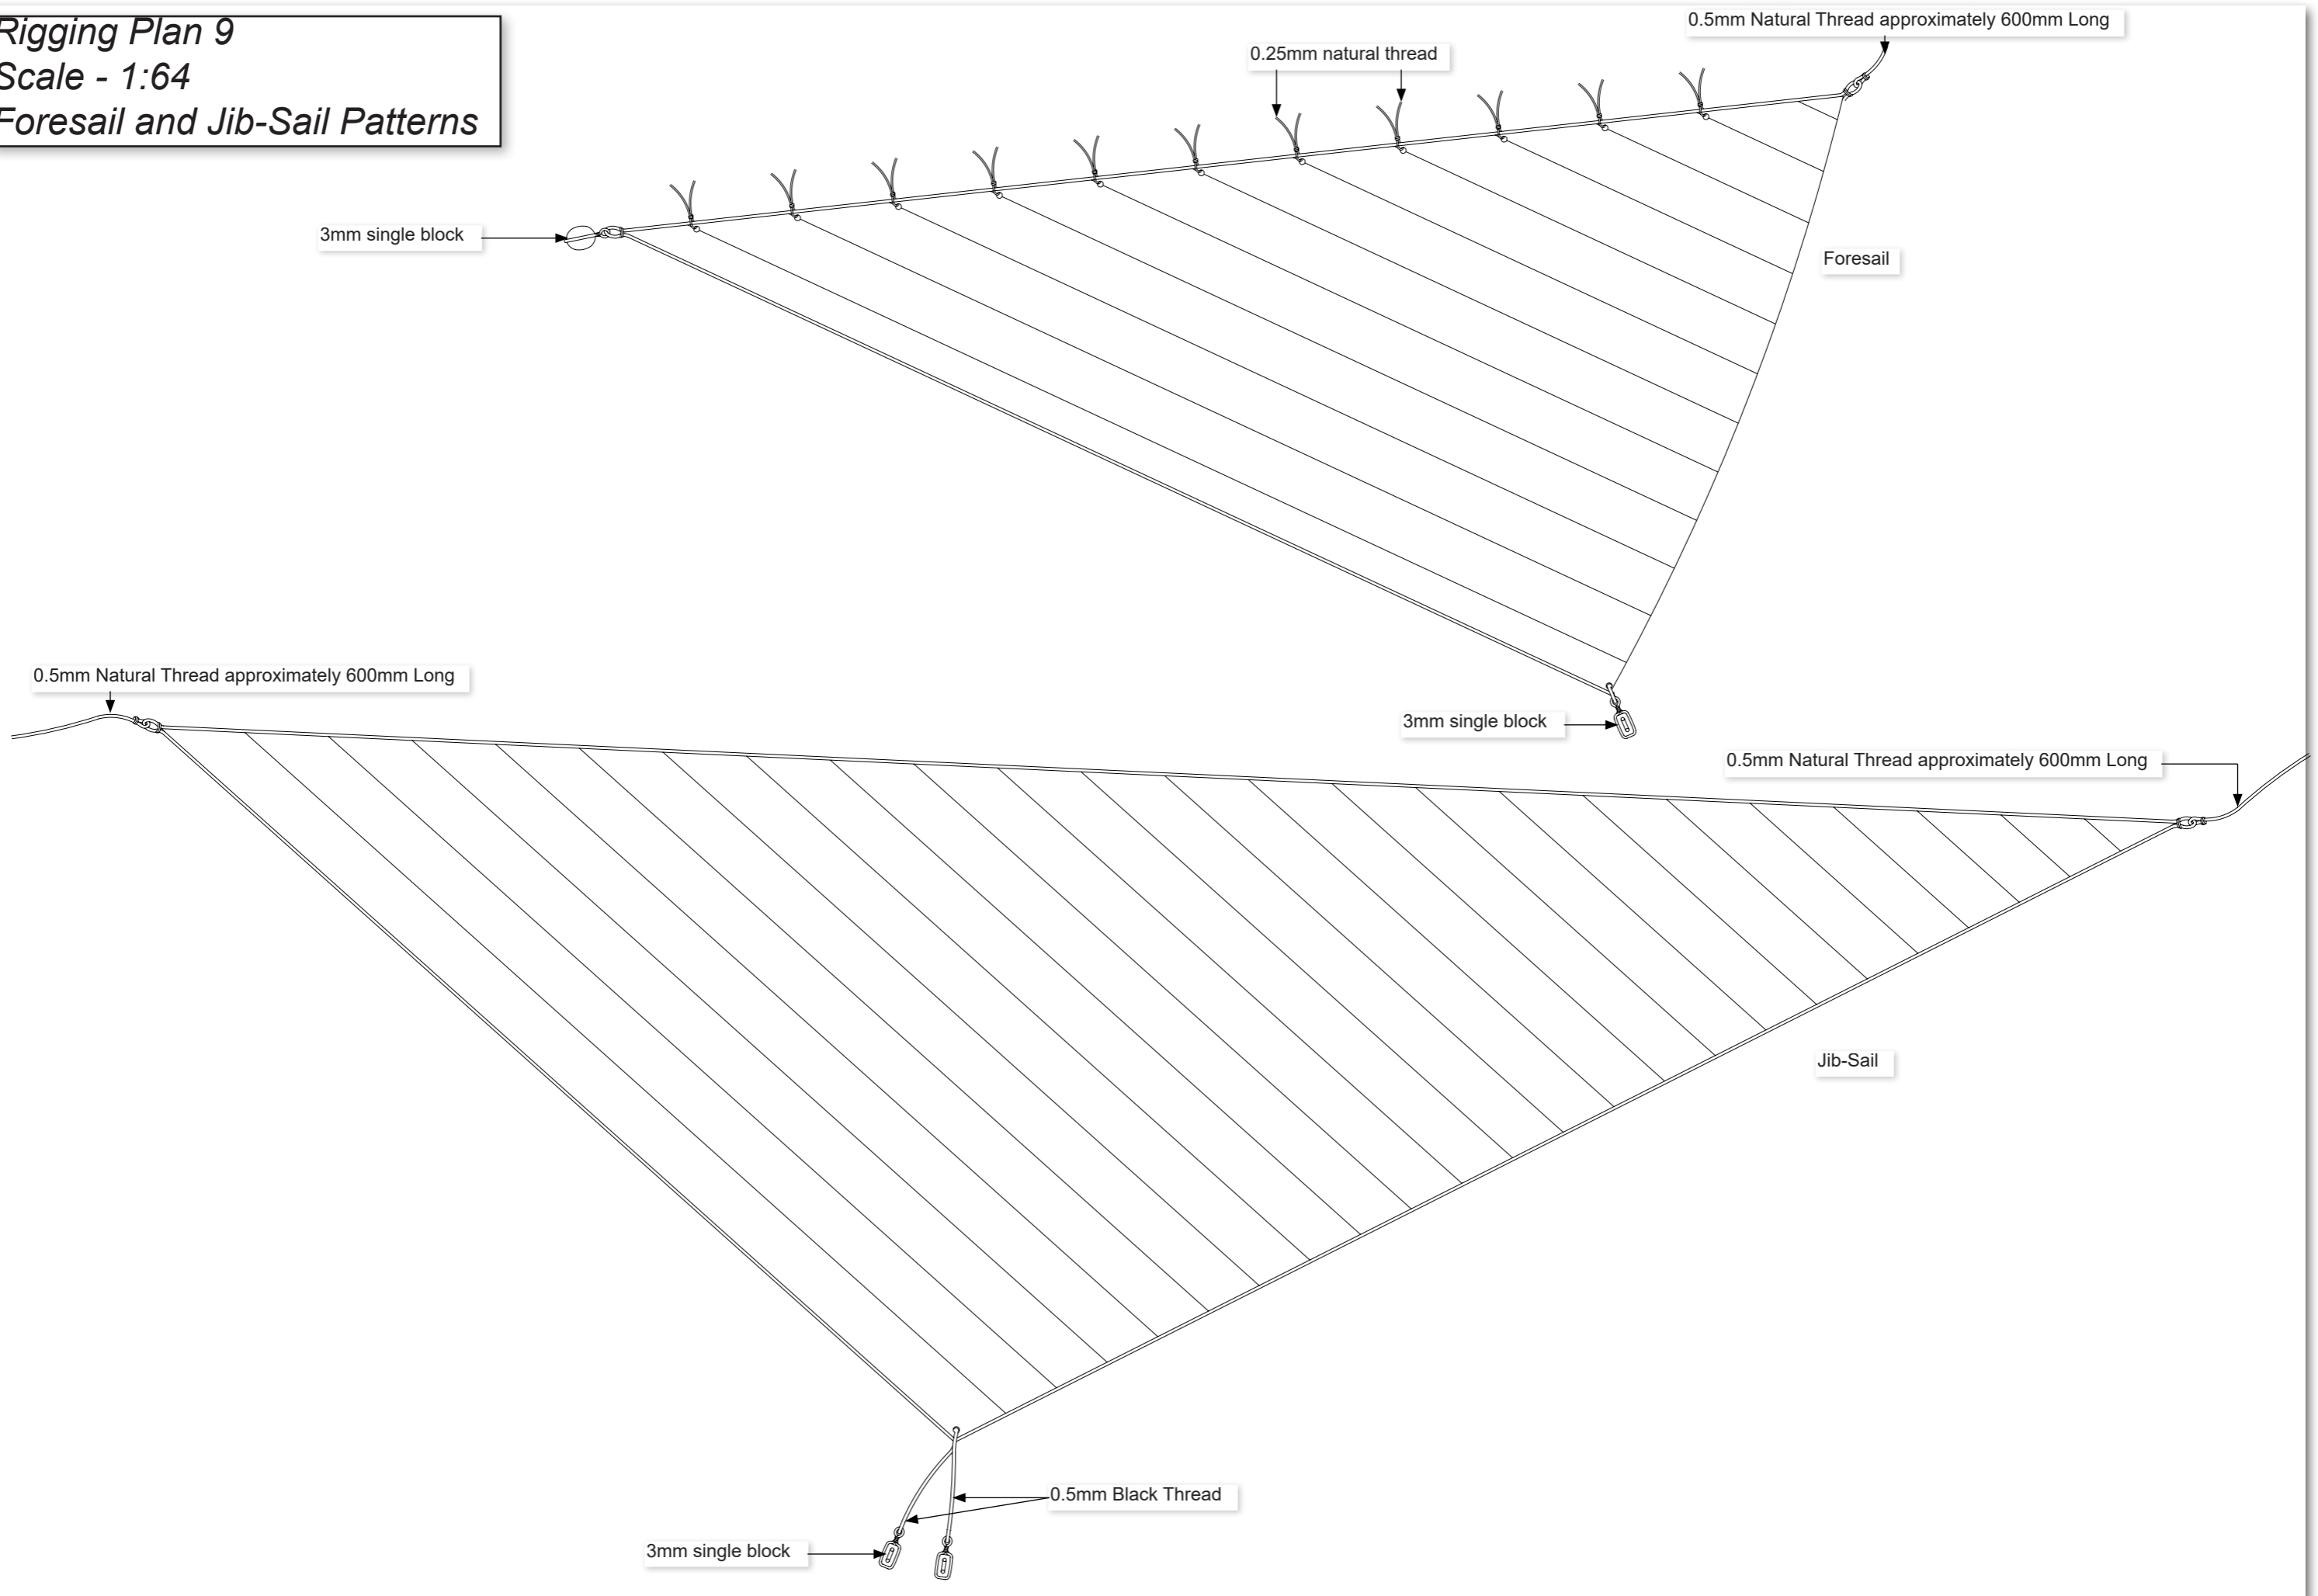 Rigging Plan 9
Scale - 1:64
Foresail and Jib-Sail Patterns
0.5mm Natural Thread approximately 600mm Long
0.25mm natural thread
3mm single block
Foresail
0.5mm Natural Thread approximately 600mm Long
3mm single block
0.5mm Natural Thread approximately 600mm Long
Jib-Sail
0.5mm Black Thread
3mm single block